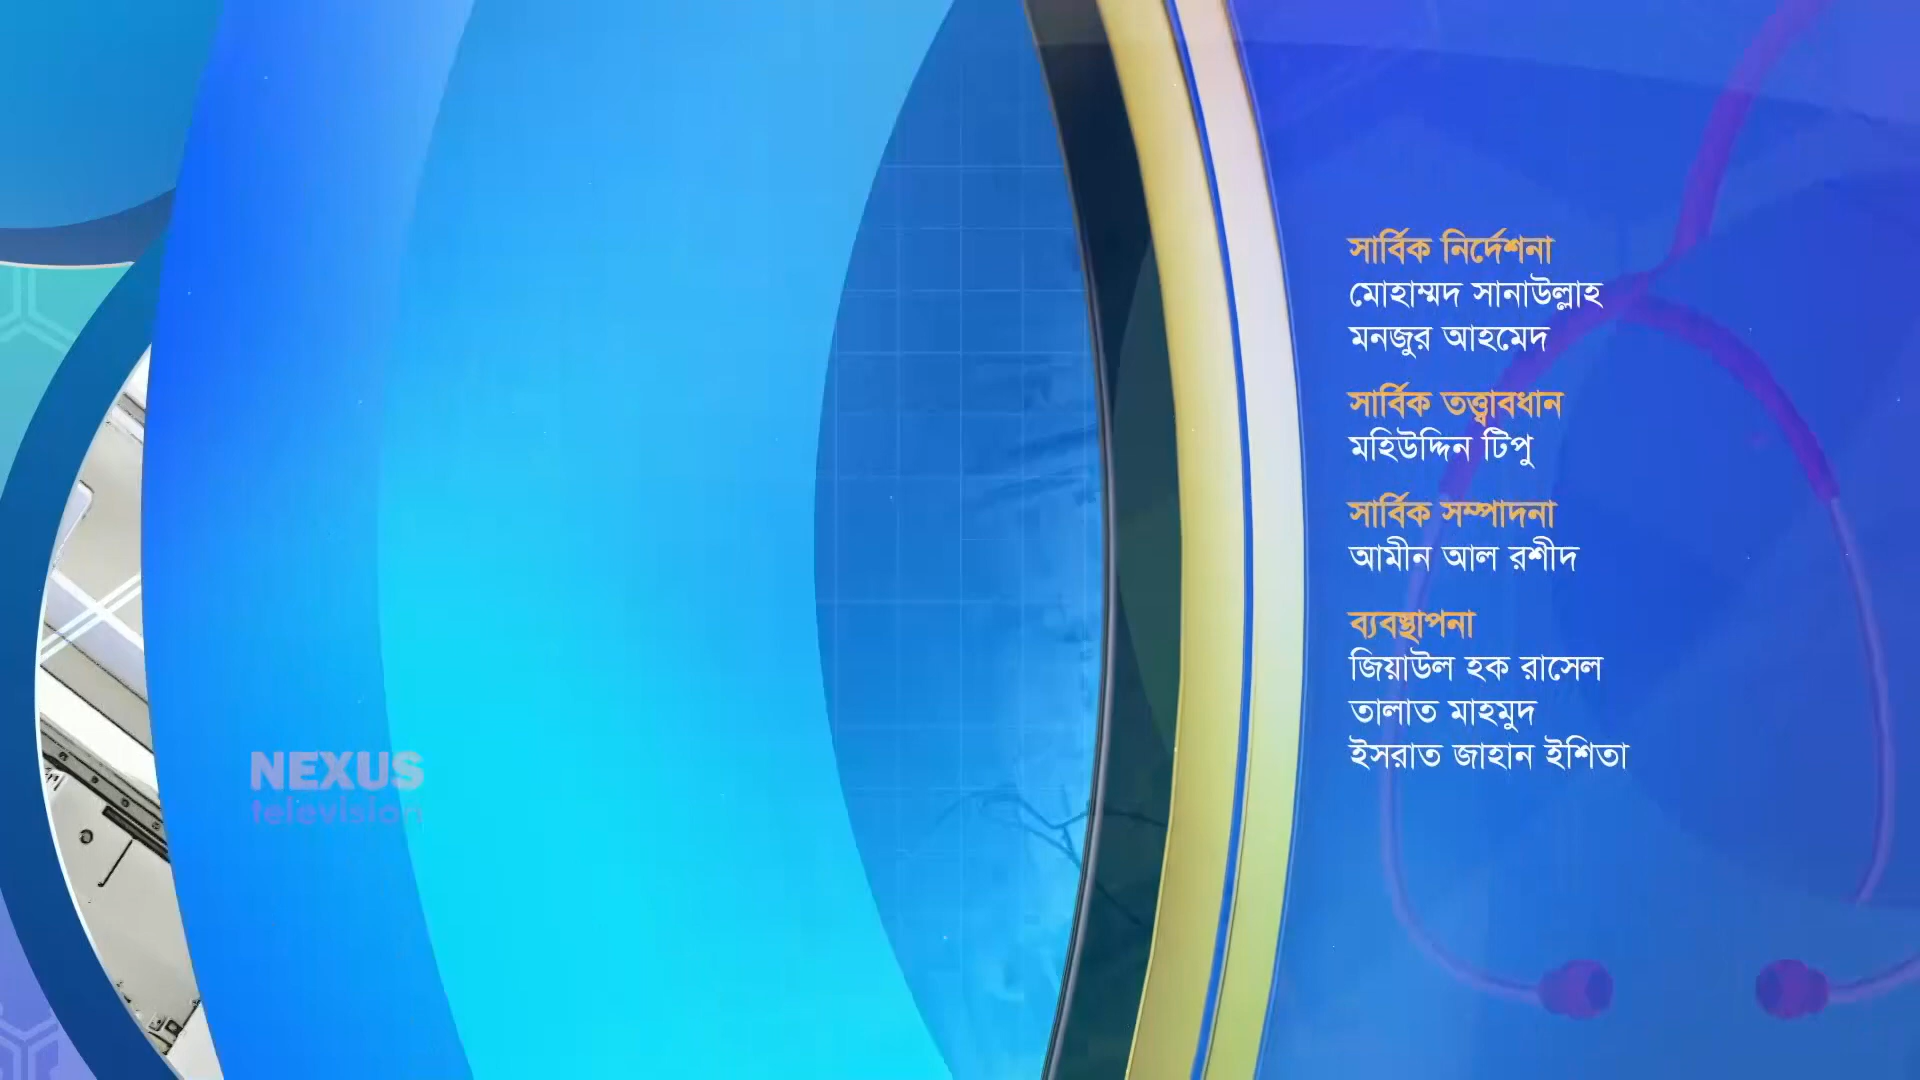 সার্বিক নির্দেশনা
মোহাম্মদ সানাউল্লাহ
মনজুর আহমেদ
সার্বিক তত্ত্বাবধান
মহিউদ্দিন টিপু
সার্বিক সম্পাদনা
আমীন আল রশীদ
ব্যবস্থাপনা
জিয়াউল হক রাসেল
তালাত মাহমুদ
ইসরাত জাহান ইশিতা
NEXUS
television